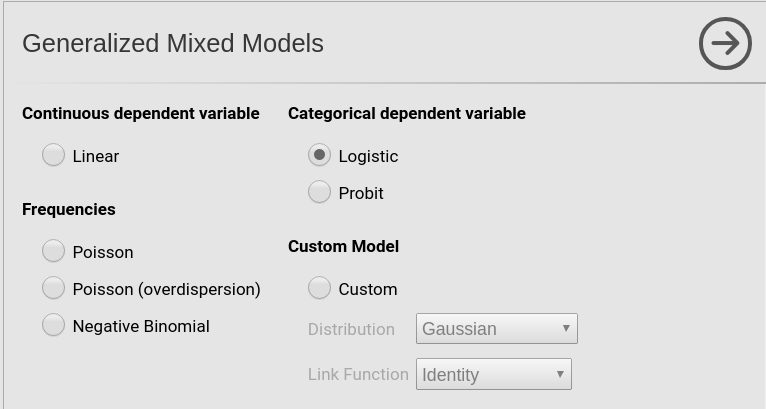 Generalized Mixed Models
Continuous dependent variable
Linear
Frequencies
Poisson
Poisson (overdispersion)
Negative Binomial
Categorical dependent variable
Logistic
Probit
Custom Model
Custom
Distribution Gaussian
Link Function Identity